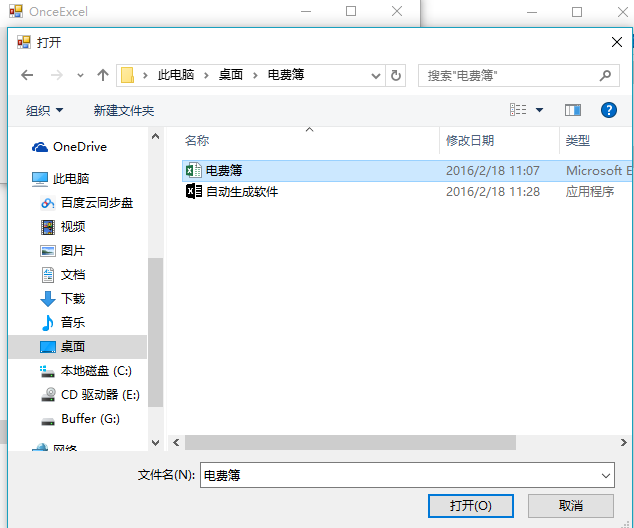 OnceExcel
打开
此电脑 > 桌面 > 电费簿
搜索"电费簿"
组织
新建文件夹
名称 修改日期 类型
OneDrive
此电脑
百度云同步盘
视频
图片
文档
下载
音乐
桌面
本地磁盘 (C:)
CD 驱动器 (E:)
Buffer (G:)
网络
电费簿 2016/2/18 11:07 Microsoft E
自动生成软件 2016/2/18 11:28 应用程序
文件名(N): 电费簿
打开(O) 取消